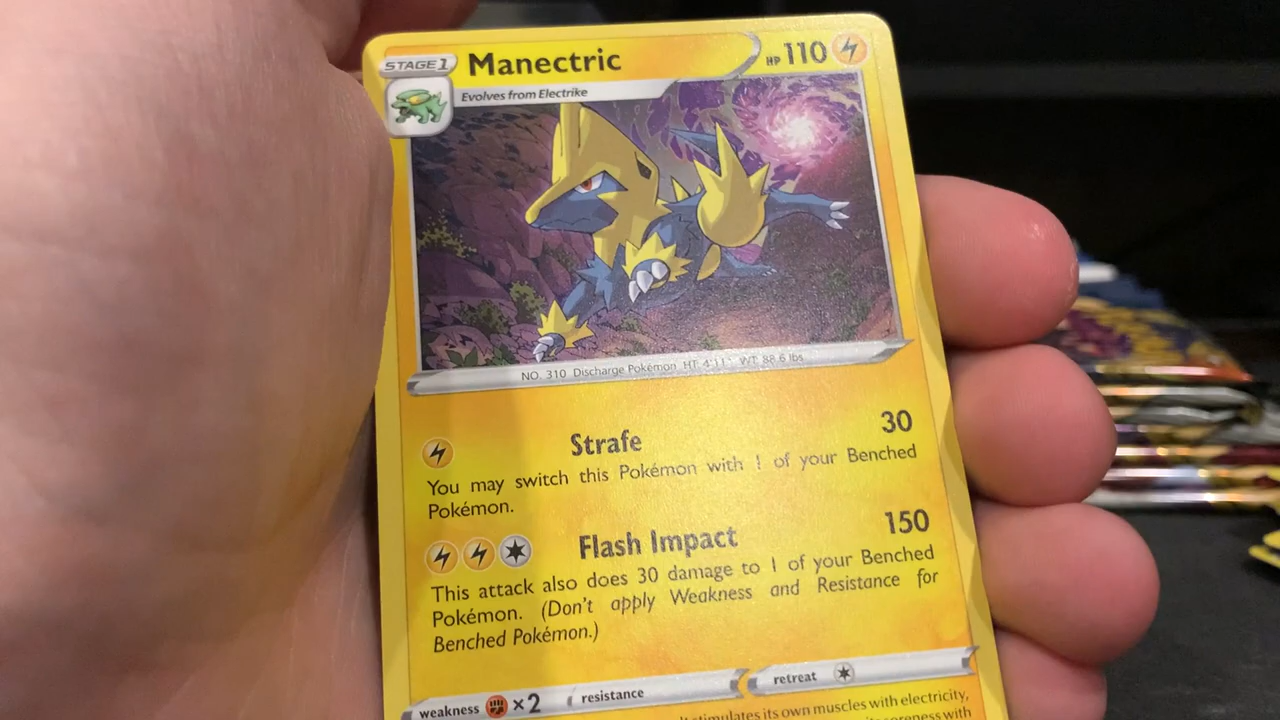 STAGE 1 Manectric HP 110
Evolves from Electrike
NO. 310 Discharge Pokémon HT: 4'11" WT: 88.6 lbs
Strafe 30
You may switch this Pokémon with 1 of your Benched
Pokémon.
Flash Impact 150
This attack also does 30 damage to 1 of your Benched
Pokémon. (Don't apply Weakness and Resistance for
Benched Pokémon.)
weakness ×2 resistance retreat
stimulates its own muscles with electricity,
soreness with